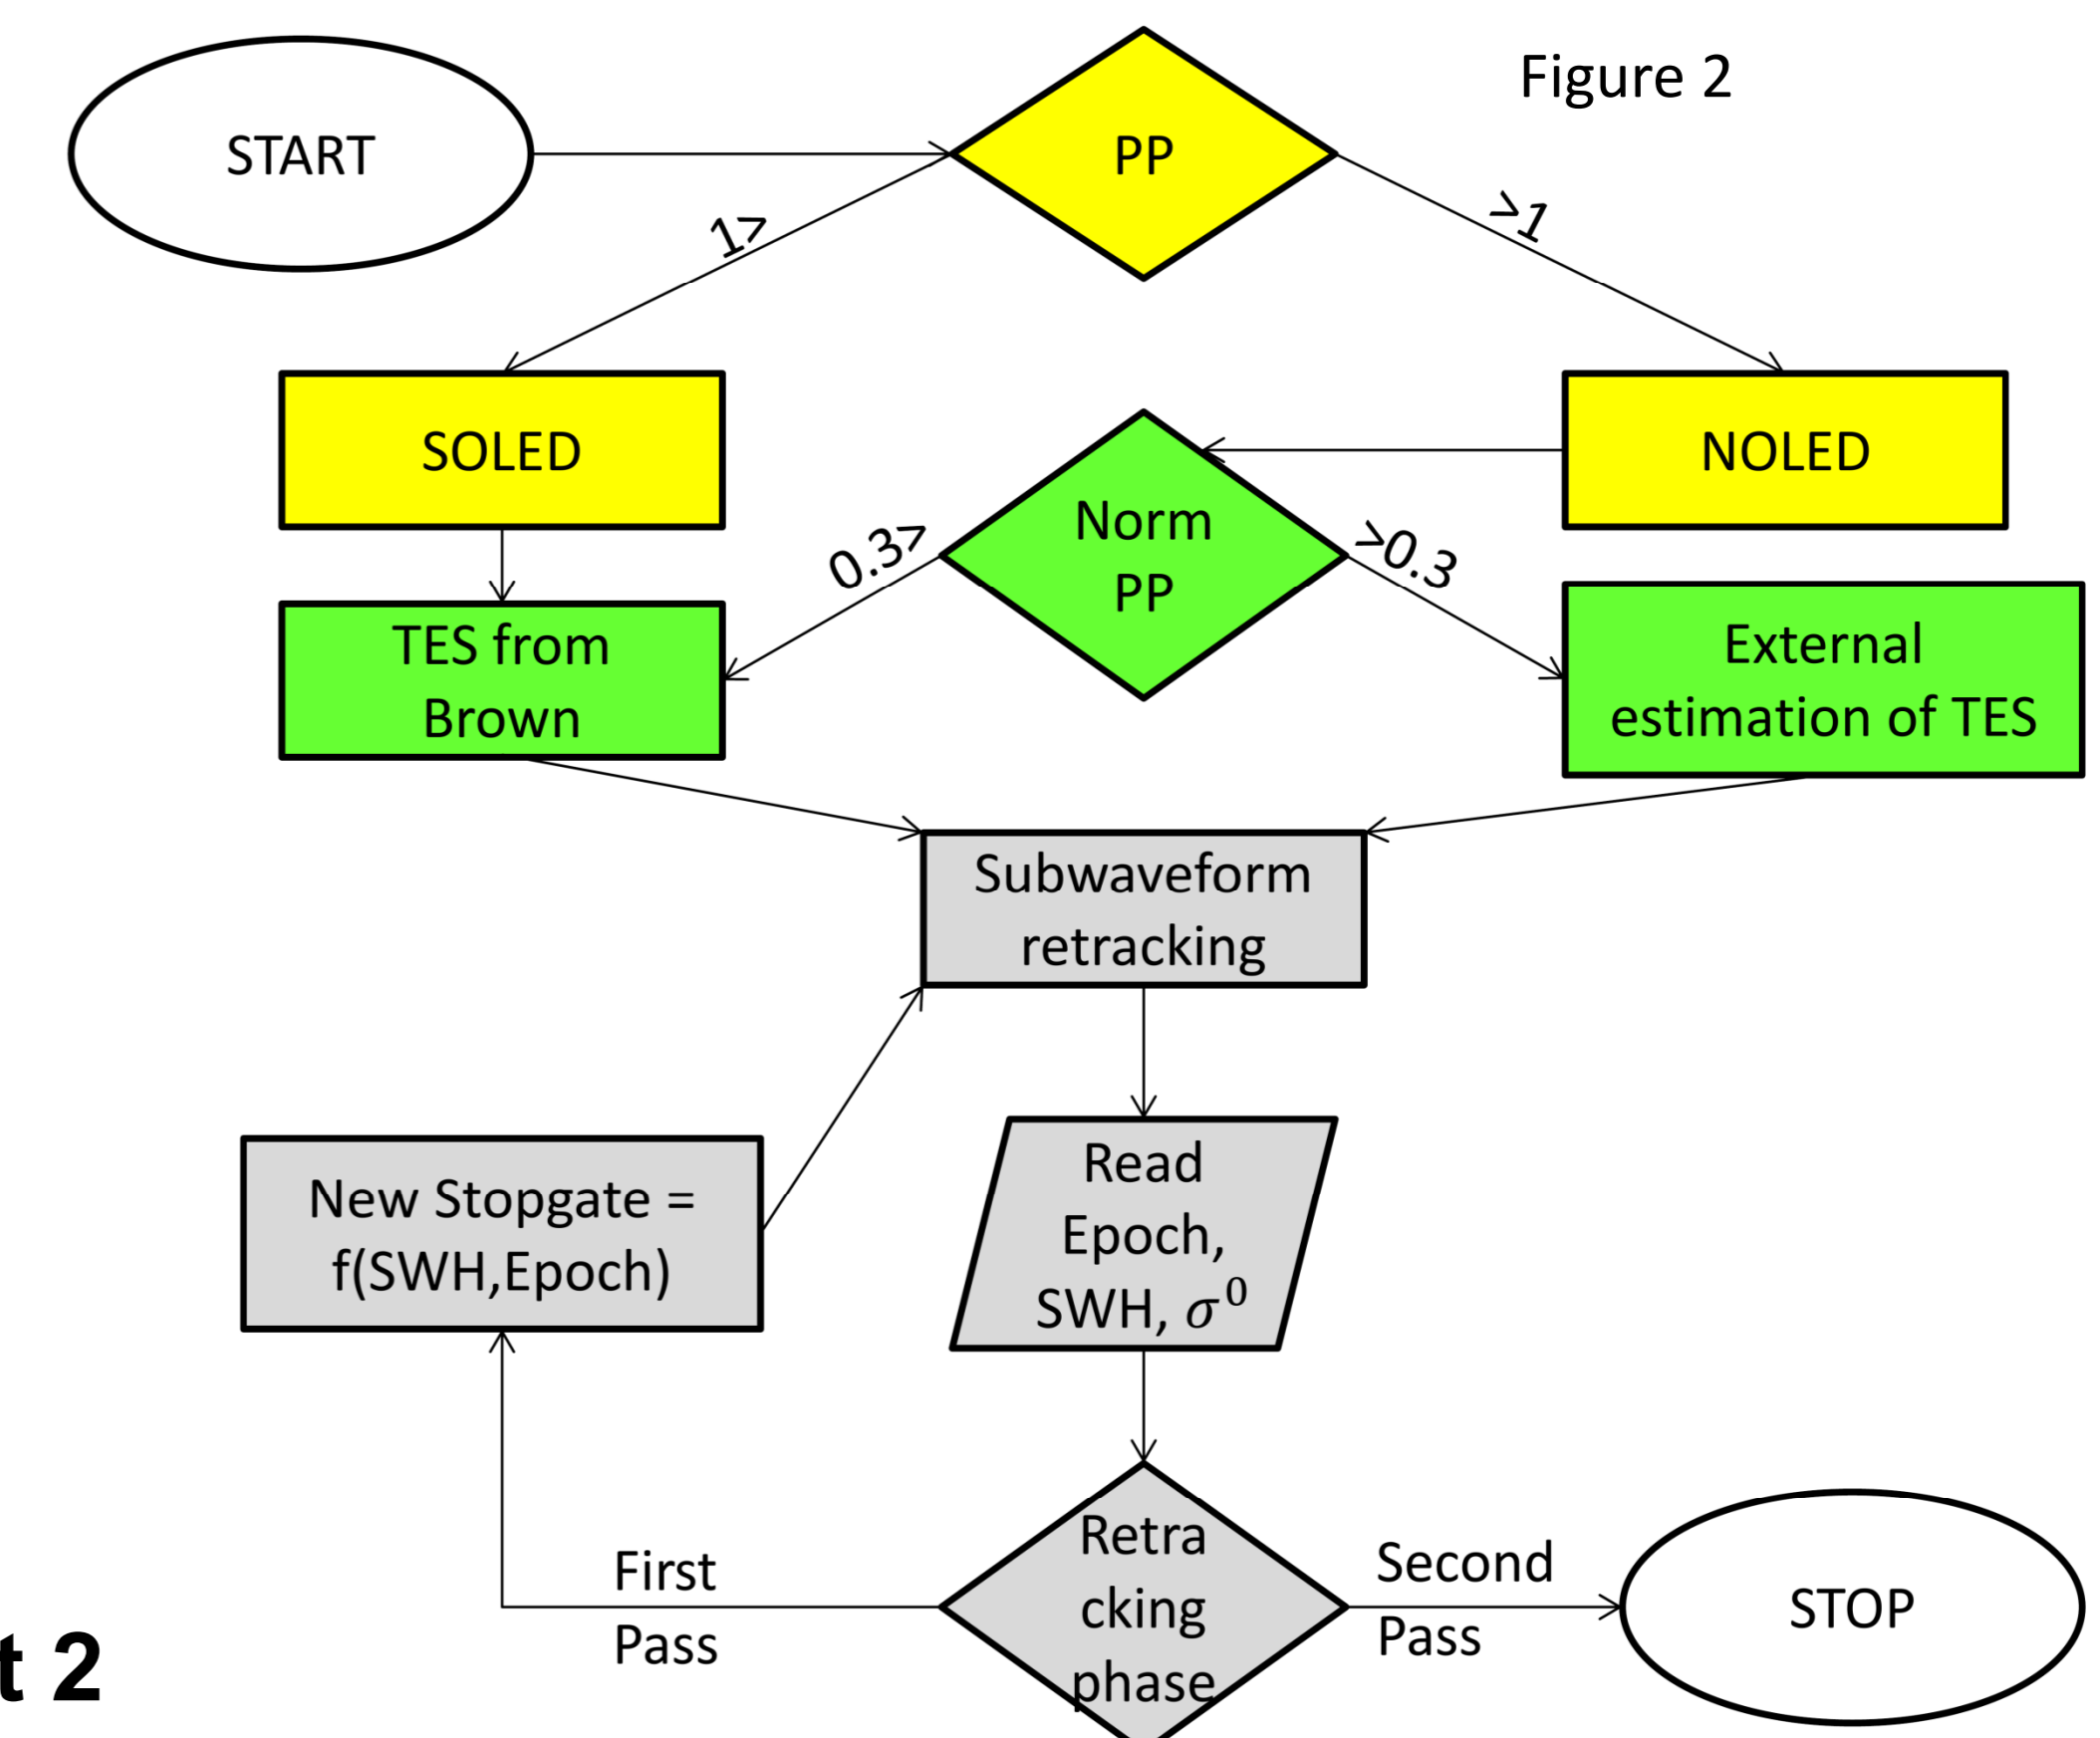 Figure 2
START
PP
1>
>1
SOLED
NOLED
Norm
PP
0.3>
>0.3
TES from
Brown
External
estimation of TES
Subwaveform
retracking
New Stopgate =
f(SWH,Epoch)
Read
Epoch,
SWH, σ⁰
Retra
cking
phase
First
Pass
Second
Pass
STOP
t 2